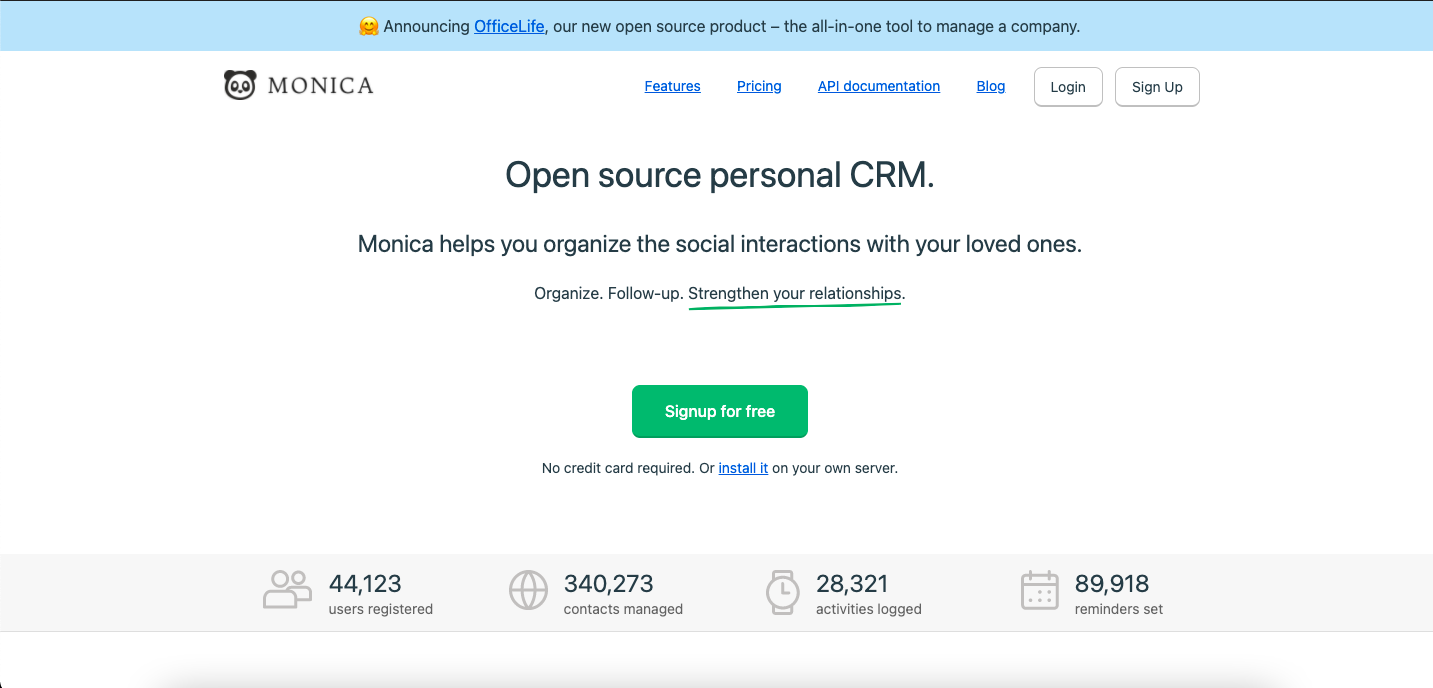 🤗 Announcing OfficeLife, our new open source product – the all-in-one tool to manage a company.
MONICA
Features Pricing API documentation Blog Login Sign Up
Open source personal CRM.
Monica helps you organize the social interactions with your loved ones.
Organize. Follow-up. Strengthen your relationships.
Signup for free
No credit card required. Or install it on your own server.
44,123 340,273 28,321 89,918
users registered contacts managed activities logged reminders set